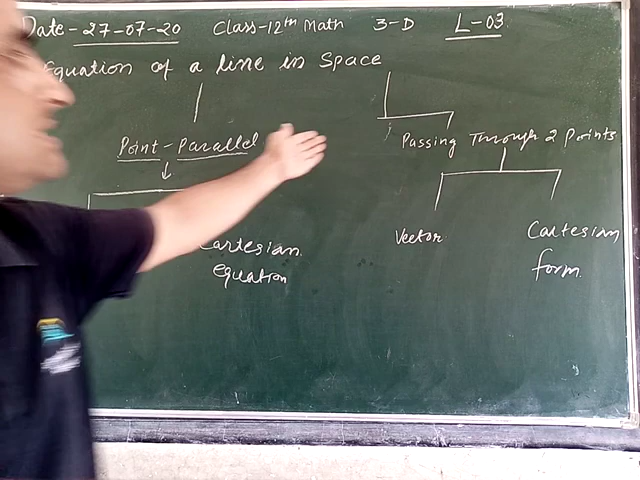 Date - 27-07-20 Class-12th Math 3-D L-03
Equation of a line in Space
Point - Parallel
Passing Through 2 points
Vector
Cartesian form
Cartesian equation